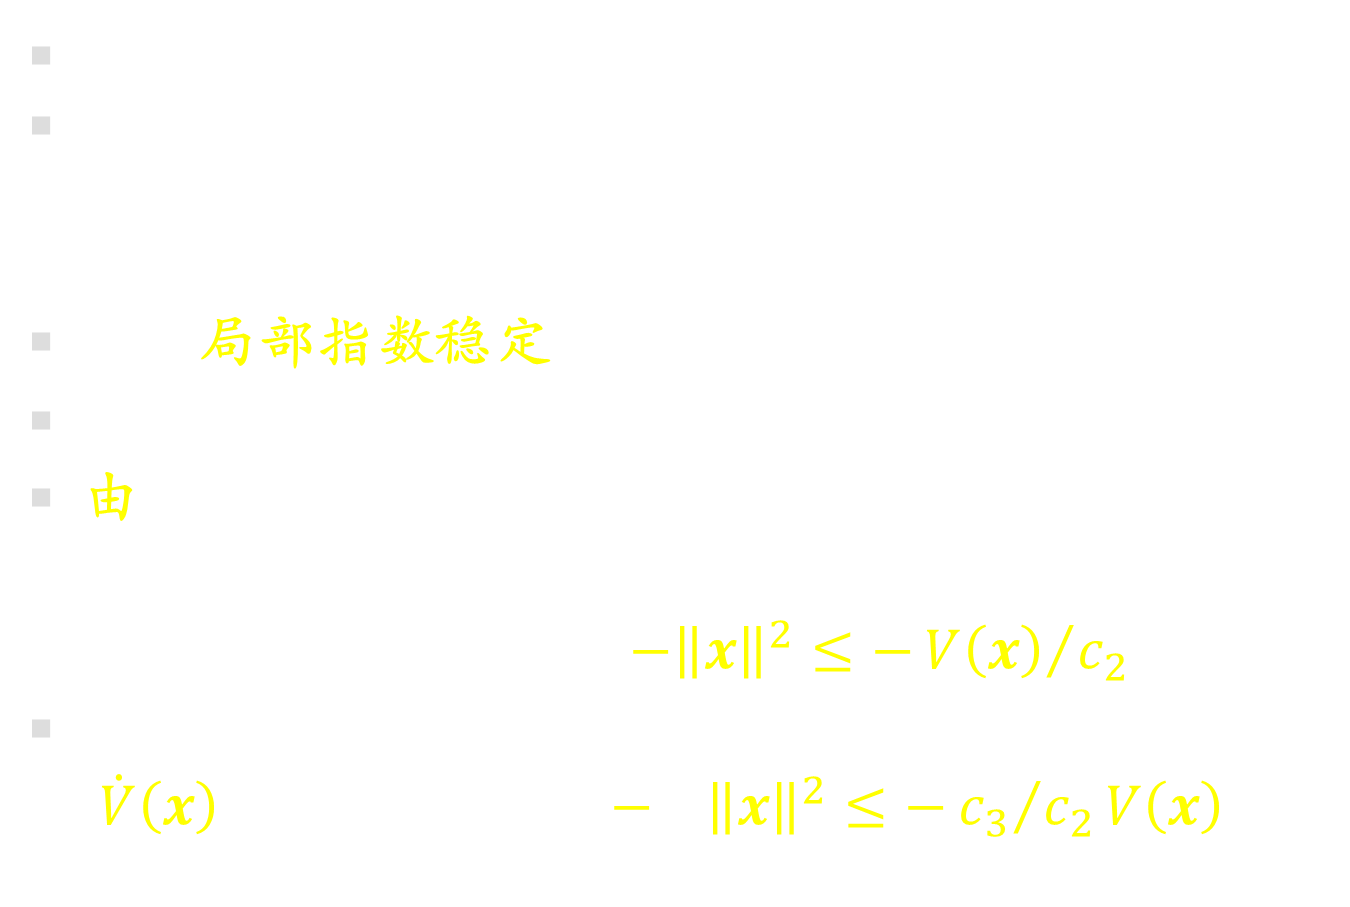 局部指数稳定
由
−‖𝒙‖² ≤ −V(𝒙)/c₂
V̇(𝒙) − ‖𝒙‖² ≤ −c₃/c₂ V(𝒙)